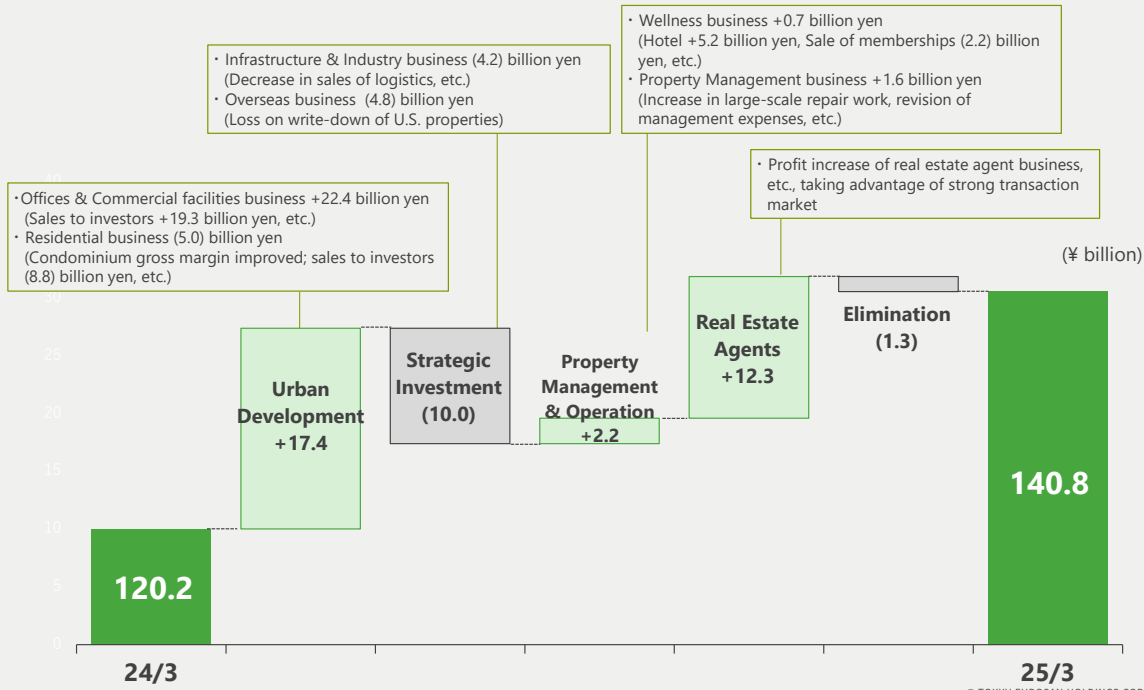 ・ Wellness business +0.7 billion yen
(Hotel +5.2 billion yen, Sale of memberships (2.2) billion
yen, etc.)
・ Property Management business +1.6 billion yen
(Increase in large-scale repair work, revision of
management expenses, etc.)
・ Infrastructure & Industry business (4.2) billion yen
(Decrease in sales of logistics, etc.)
・ Overseas business (4.8) billion yen
(Loss on write-down of U.S. properties)
・ Profit increase of real estate agent business,
etc., taking advantage of strong transaction
market
・Offices & Commercial facilities business +22.4 billion yen
(Sales to investors +19.3 billion yen, etc.)
・ Residential business (5.0) billion yen
(Condominium gross margin improved; sales to investors
(8.8) billion yen, etc.)
(¥ billion)
30
25
20
15
10
5
0
Urban
Development
+17.4
Strategic
Investment
(10.0)
Property
Management
& Operation
+2.2
Real Estate
Agents
+12.3
Elimination
(1.3)
120.2
140.8
24/3
25/3